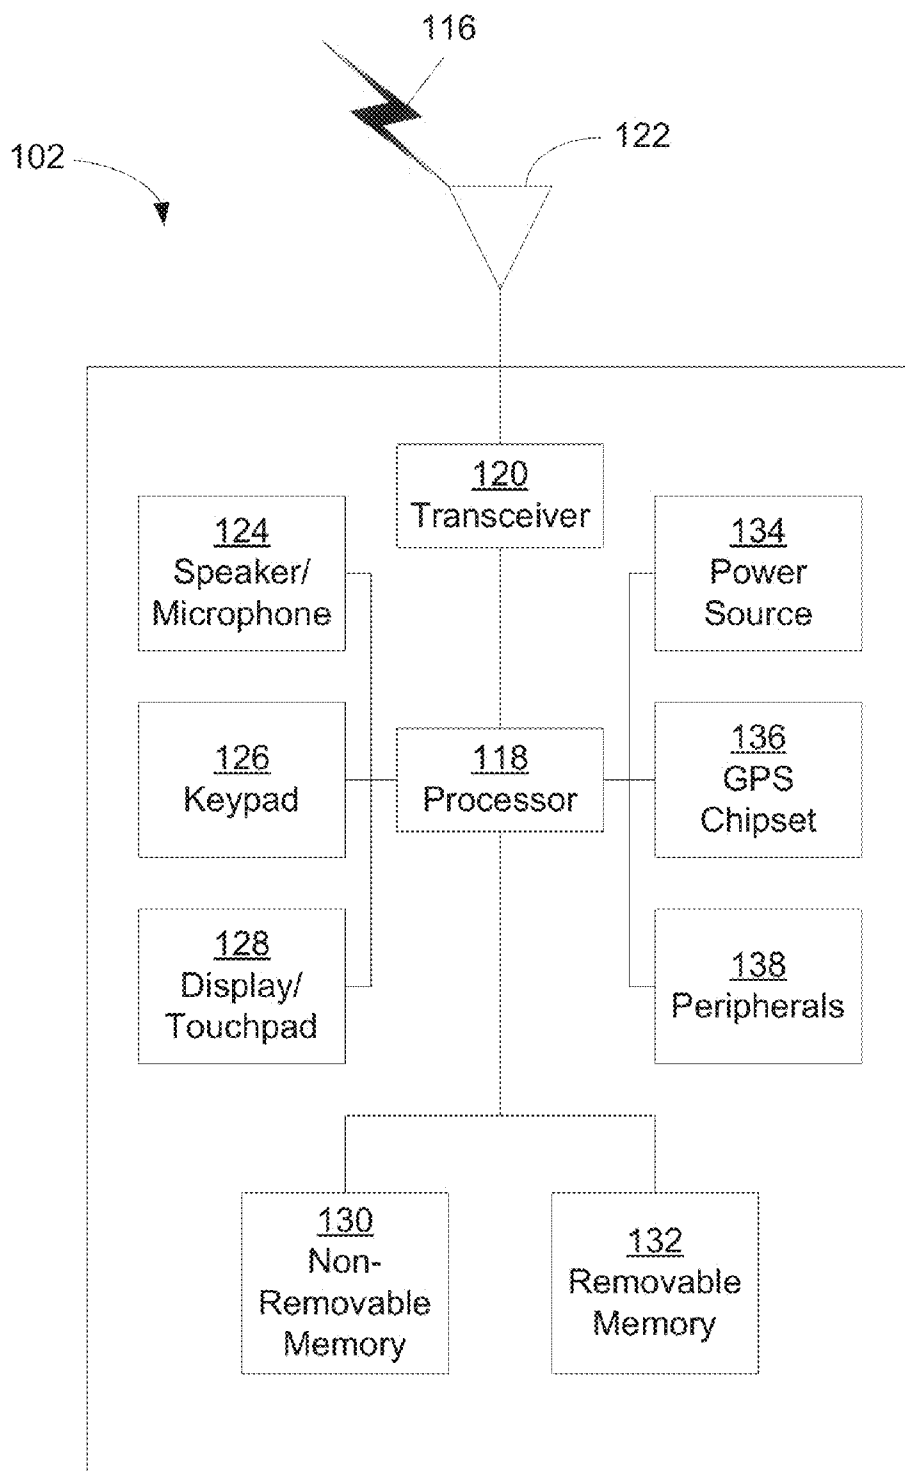 116
122
102
120
Transceiver
124
Speaker/
Microphone
134
Power
Source
126
Keypad
118
Processor
136
GPS
Chipset
128
Display/
Touchpad
138
Peripherals
130
Non-
Removable
Memory
132
Removable
Memory